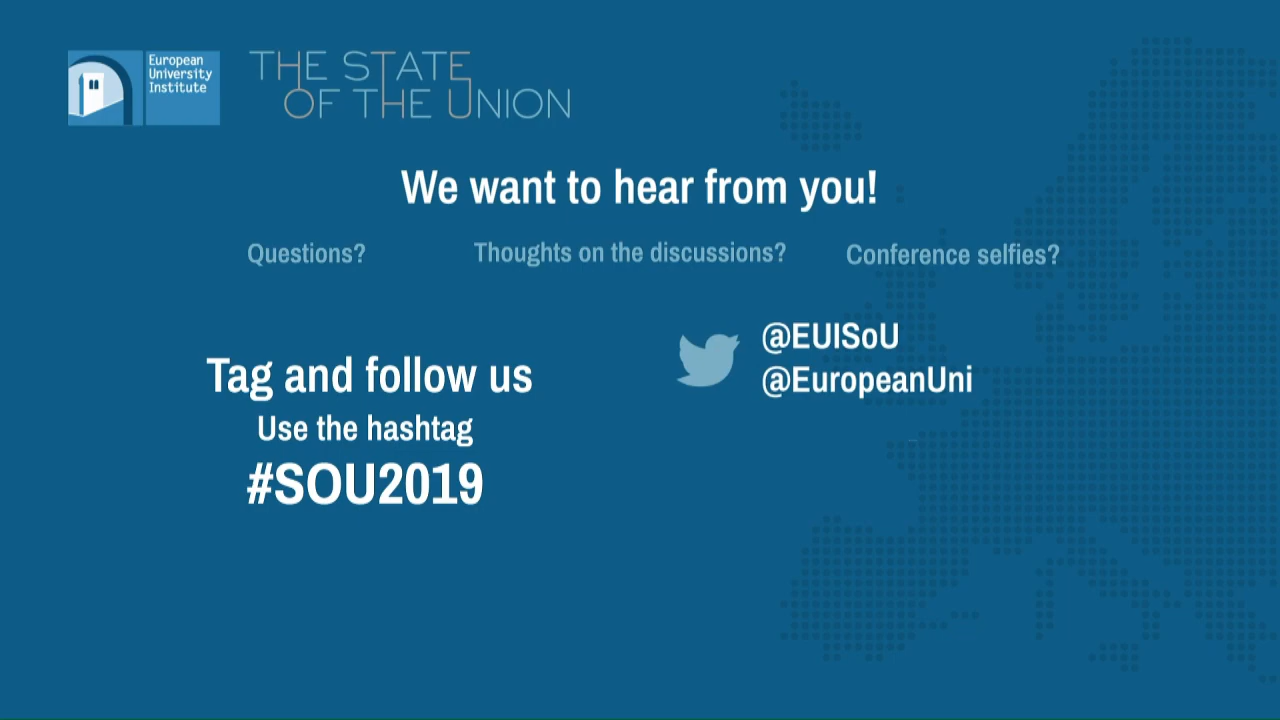 European
University
Institute
THE STATE
OF THE UNION
We want to hear from you!
Questions?
Thoughts on the discussions?
Conference selfies?
@EUISoU
@EuropeanUni
Tag and follow us
Use the hashtag
#SOU2019